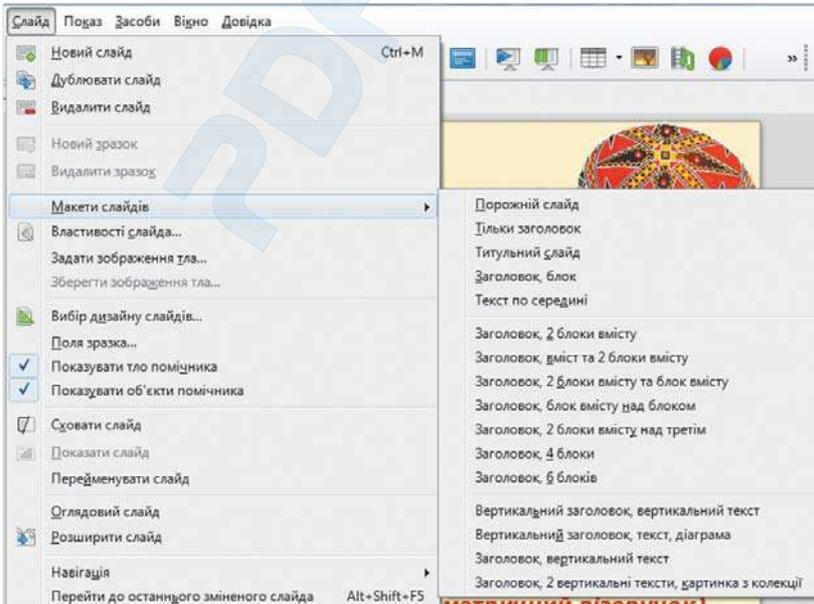 Слайд Показ Засоби Вікно Довідка
Новий слайд Ctrl+M
Дублювати слайд
Видалити слайд
Новий зразок
Видалити зразок
Макети слайдів
Властивості слайда...
Задати зображення тла...
Зберегти зображення тла...
Вибір дизайну слайдів...
Поля зразка...
Показувати тло помічника
Показувати об'єкти помічника
Сховати слайд
Показати слайд
Перейменувати слайд
Оглядовий слайд
Розширити слайд
Навігація
Перейти до останнього зміненого слайда Alt+Shift+F5
Порожній слайд
Тільки заголовок
Титульний слайд
Заголовок, блок
Текст по середині
Заголовок, 2 блоки вмісту
Заголовок, вміст та 2 блоки вмісту
Заголовок, 2 блоки вмісту та блок вмісту
Заголовок, блок вмісту над блоком
Заголовок, 2 блоки вмісту над третім
Заголовок, 4 блоки
Заголовок, 6 блоків
Вертикальний заголовок, вертикальний текст
Вертикальний заголовок, текст, діаграма
Заголовок, вертикальний текст
Заголовок, 2 вертикальні тексти, картинка з колекції